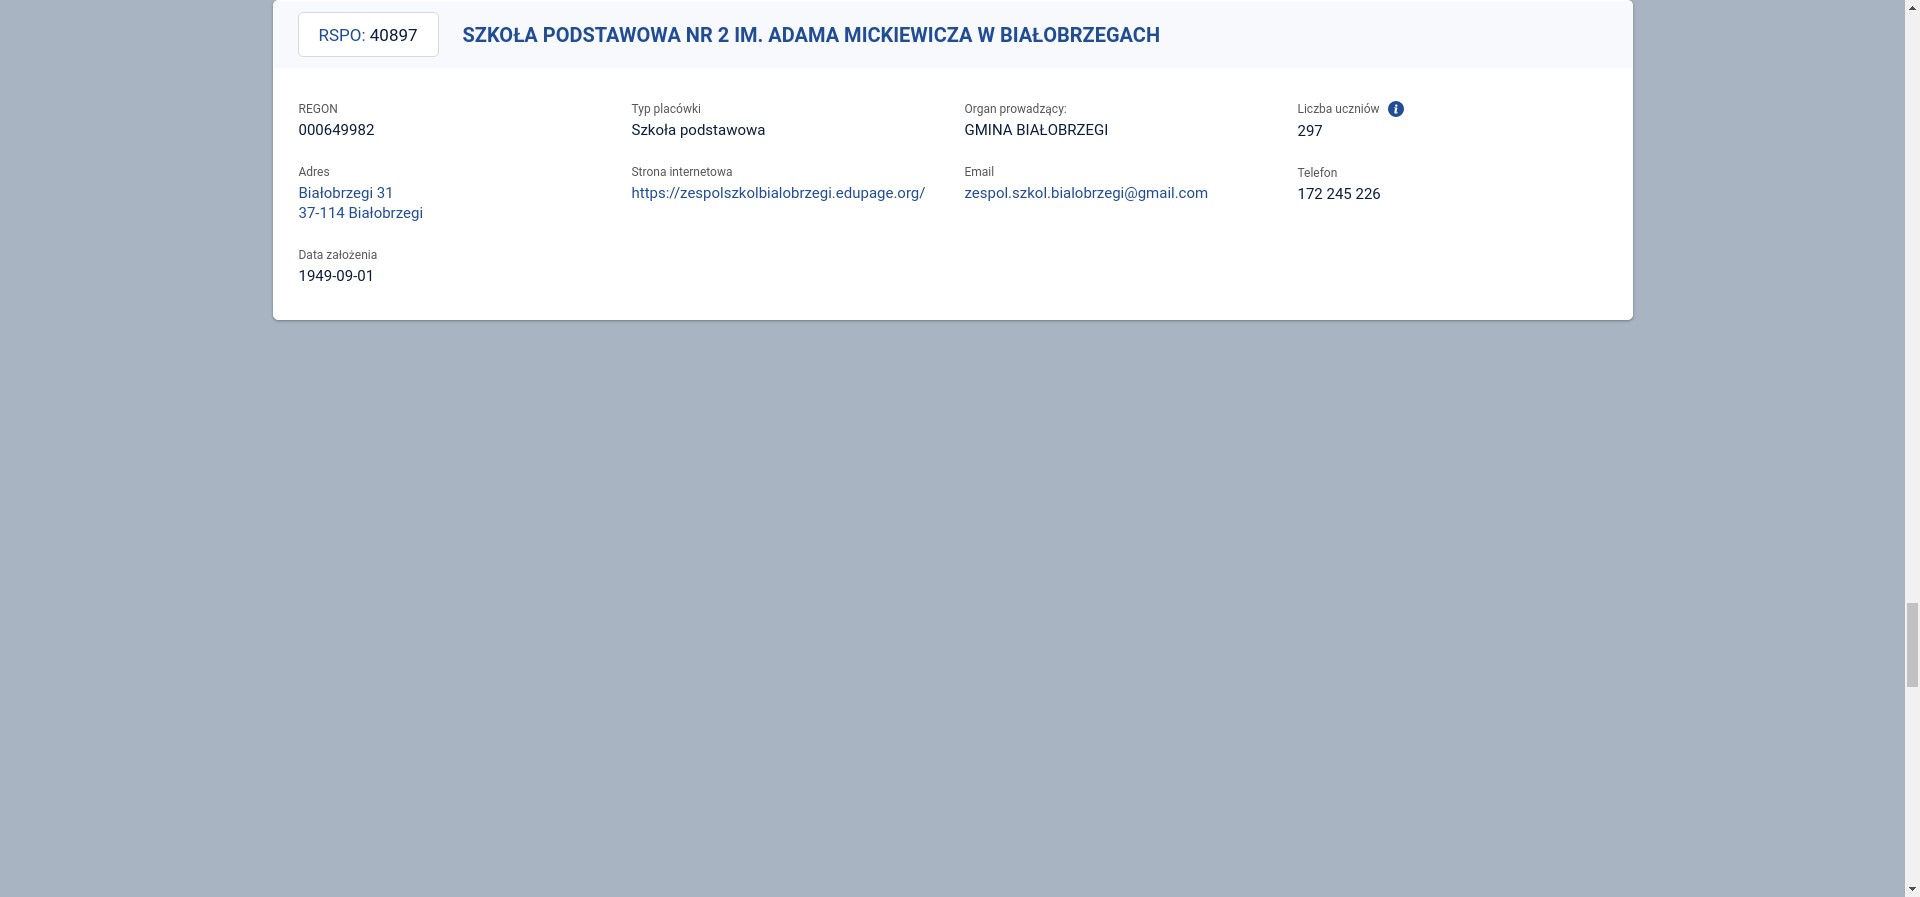 RSPO: 40897
SZKOŁA PODSTAWOWA NR 2 IM. ADAMA MICKIEWICZA W BIAŁOBRZEGACH
REGON
000649982
Typ placówki
Szkoła podstawowa
Organ prowadzący:
GMINA BIAŁOBRZEGI
Liczba uczniów i
297
Adres
Białobrzegi 31
37-114 Białobrzegi
Strona internetowa
https://zespolszkolbialobrzegi.edupage.org/
Email
zespol.szkol.bialobrzegi@gmail.com
Telefon
172 245 226
Data założenia
1949-09-01